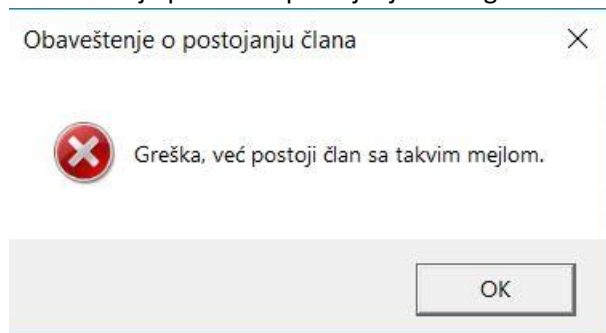 Obaveštenje o postojanju člana
Greška, već postoji član sa takvim mejlom.
OK